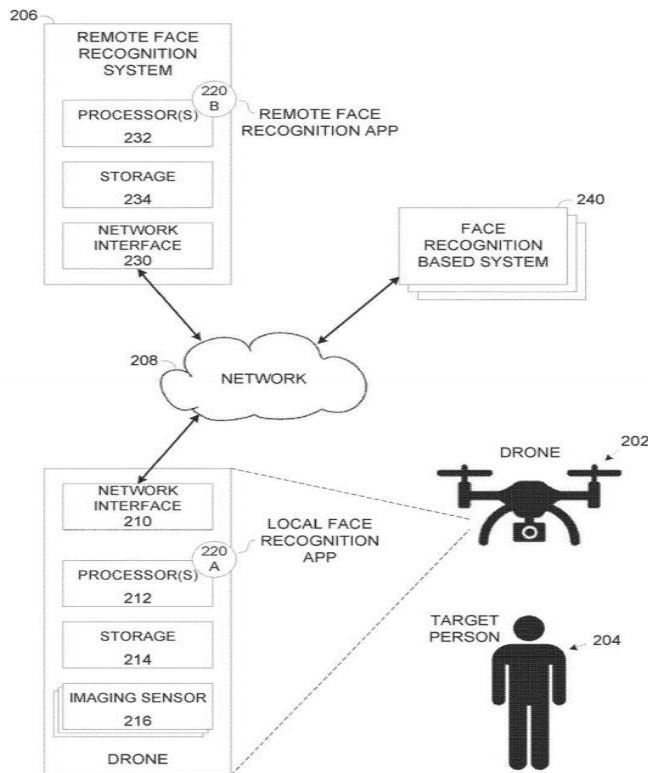 206
REMOTE FACE
RECOGNITION
SYSTEM
220
B
PROCESSOR(S)
232
REMOTE FACE
RECOGNITION APP
STORAGE
234
NETWORK
INTERFACE
230
240
FACE
RECOGNITION
BASED SYSTEM
208
NETWORK
NETWORK
INTERFACE
210
LOCAL FACE
RECOGNITION
APP
220
A
PROCESSOR(S)
212
STORAGE
214
IMAGING SENSOR
216
DRONE
DRONE
202
TARGET
PERSON
204